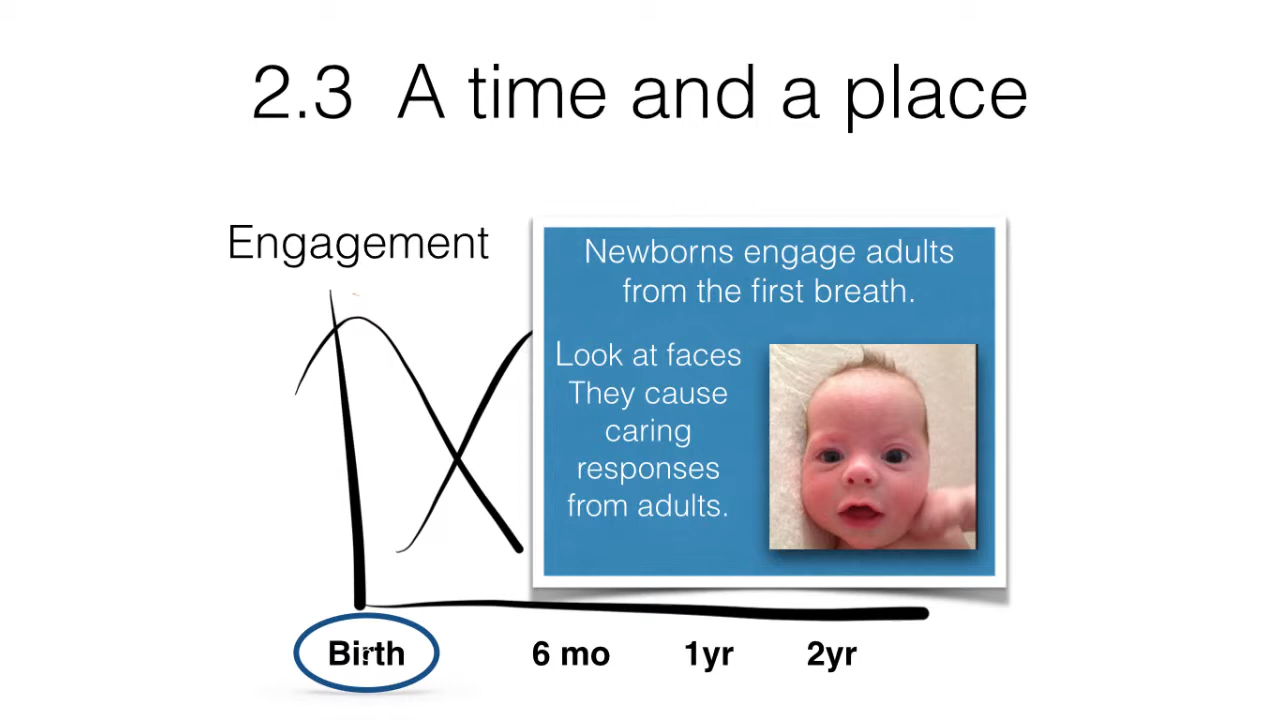 2.3 A time and a place
Engagement
Newborns engage adults
from the first breath.
Look at faces
They cause
caring
responses
from adults.
Birth 6 mo 1yr 2yr